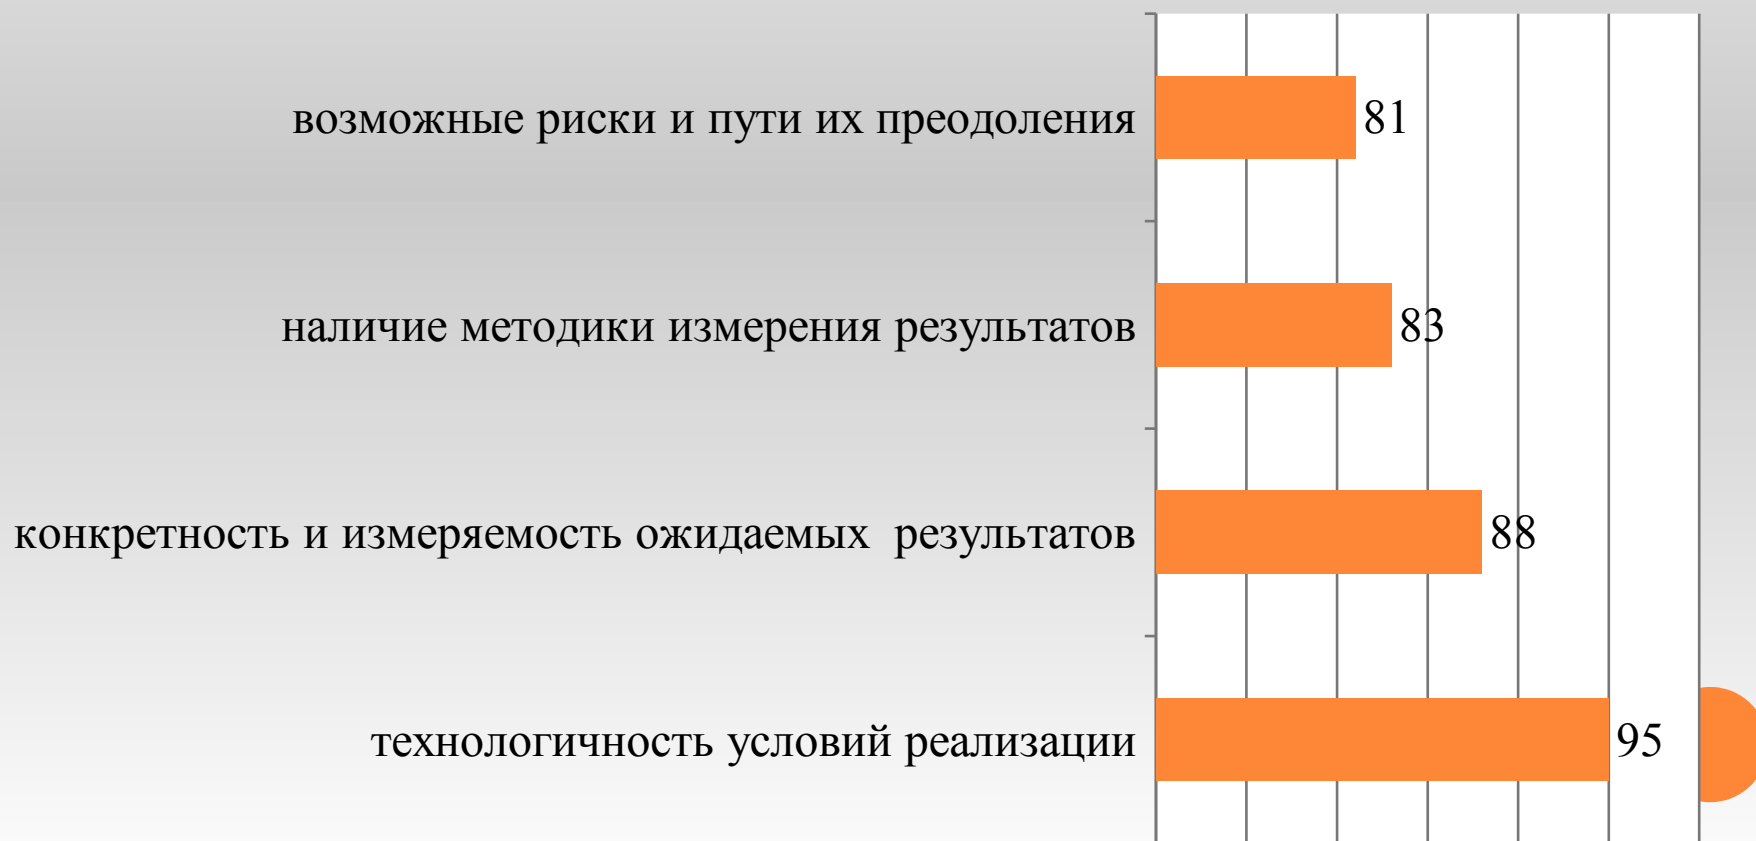 возможные риски и пути их преодоления
81
наличие методики измерения результатов
83
конкретность и измеряемость ожидаемых  результатов
88
технологичность условий реализации
95